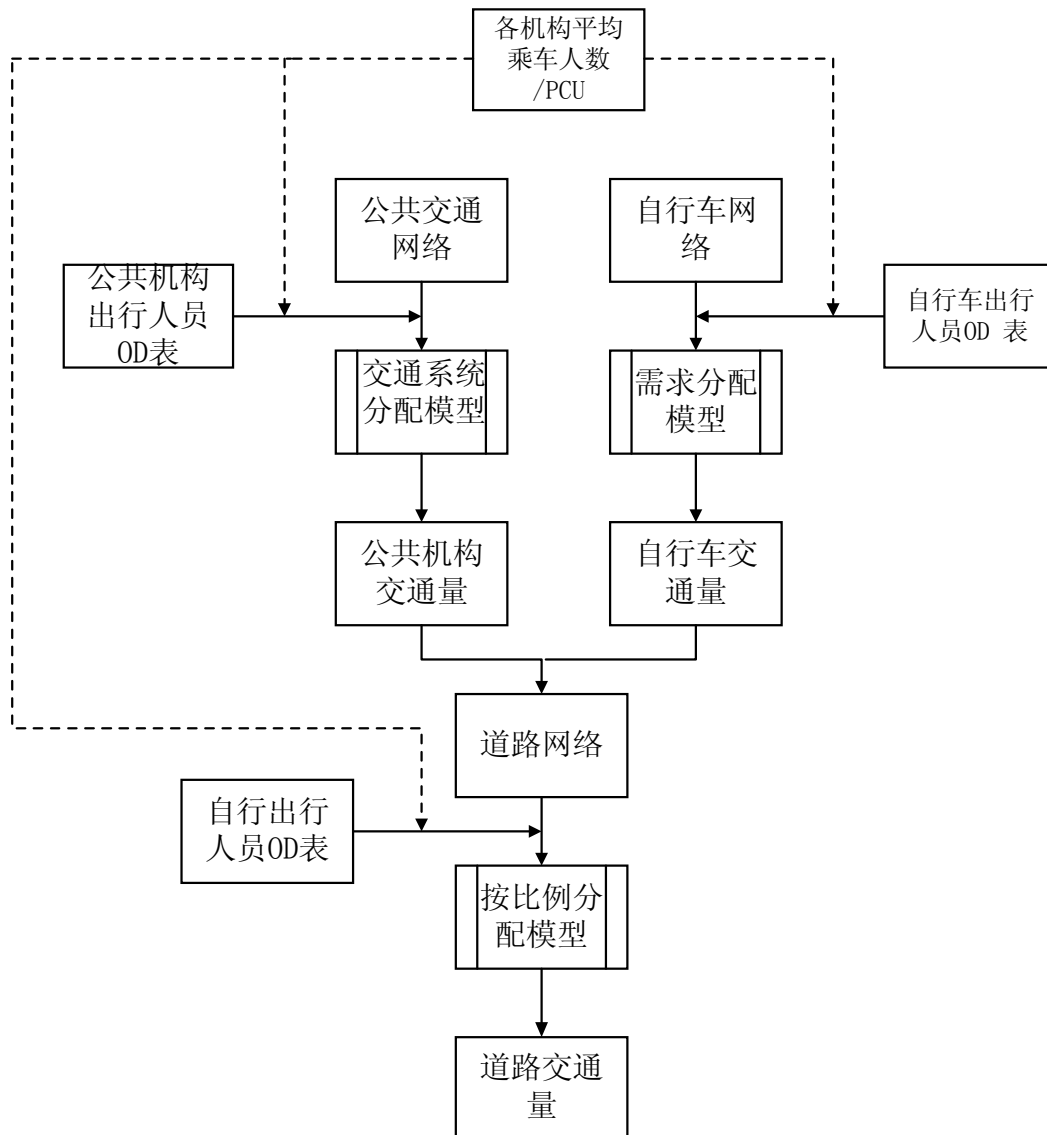 各机构平均
乘车人数
/PCU
公共交通
网络
自行车网
络
公共机构
出行人员
OD表
自行车出行
人员OD 表
交通系统
分配模型
需求分配
模型
公共机构
交通量
自行车交
通量
道路网络
自行出行
人员OD表
按比例分
配模型
道路交通
量